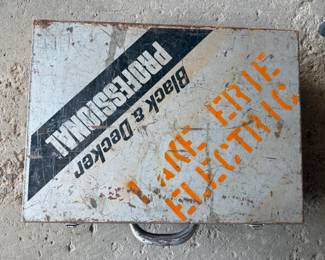 Black & Decker
PROFESSIONAL
LAKE ERIE
ELECTRIC